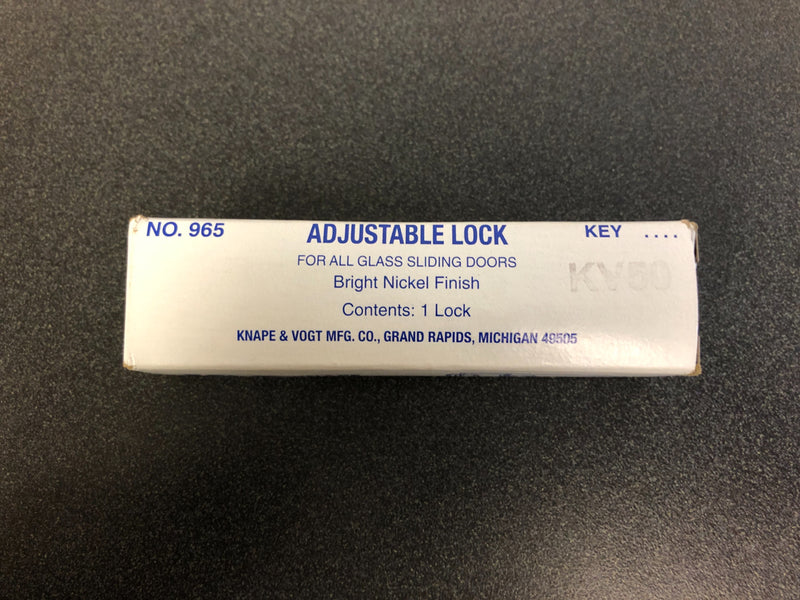 NO. 965 ADJUSTABLE LOCK KEY ....
FOR ALL GLASS SLIDING DOORS
KV50
Bright Nickel Finish
Contents: 1 Lock
KNAPE & VOGT MFG. CO., GRAND RAPIDS, MICHIGAN 49505